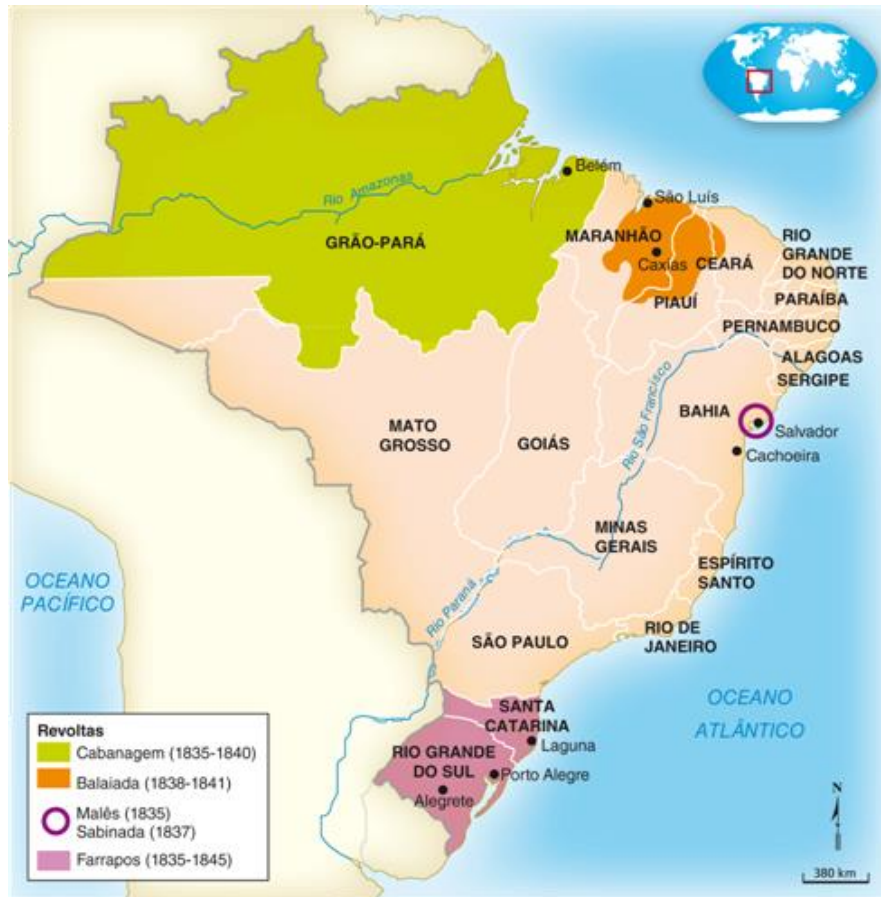 Belém
Rio Amazonas
São Luís
GRÃO-PARÁ
MARANHÃO
Caxias
CEARÁ
RIO
GRANDE
DO NORTE
PIAUÍ
PARAÍBA
PERNAMBUCO
ALAGOAS
SERGIPE
Rio São Francisco
BAHIA
Salvador
Cachoeira
MATO
GROSSO
GOIÁS
MINAS
GERAIS
ESPÍRITO
SANTO
OCEANO
PACÍFICO
Rio Paraná
SÃO PAULO
RIO DE
JANEIRO
SANTA
CATARINA
Laguna
OCEANO
ATLÂNTICO
RIO GRANDE
DO SUL
Porto Alegre
Alegrete
Revoltas
Cabanagem (1835-1840)
Balaiada (1838-1841)
Malês (1835)
Sabinada (1837)
Farrapos (1835-1845)
N
380 km